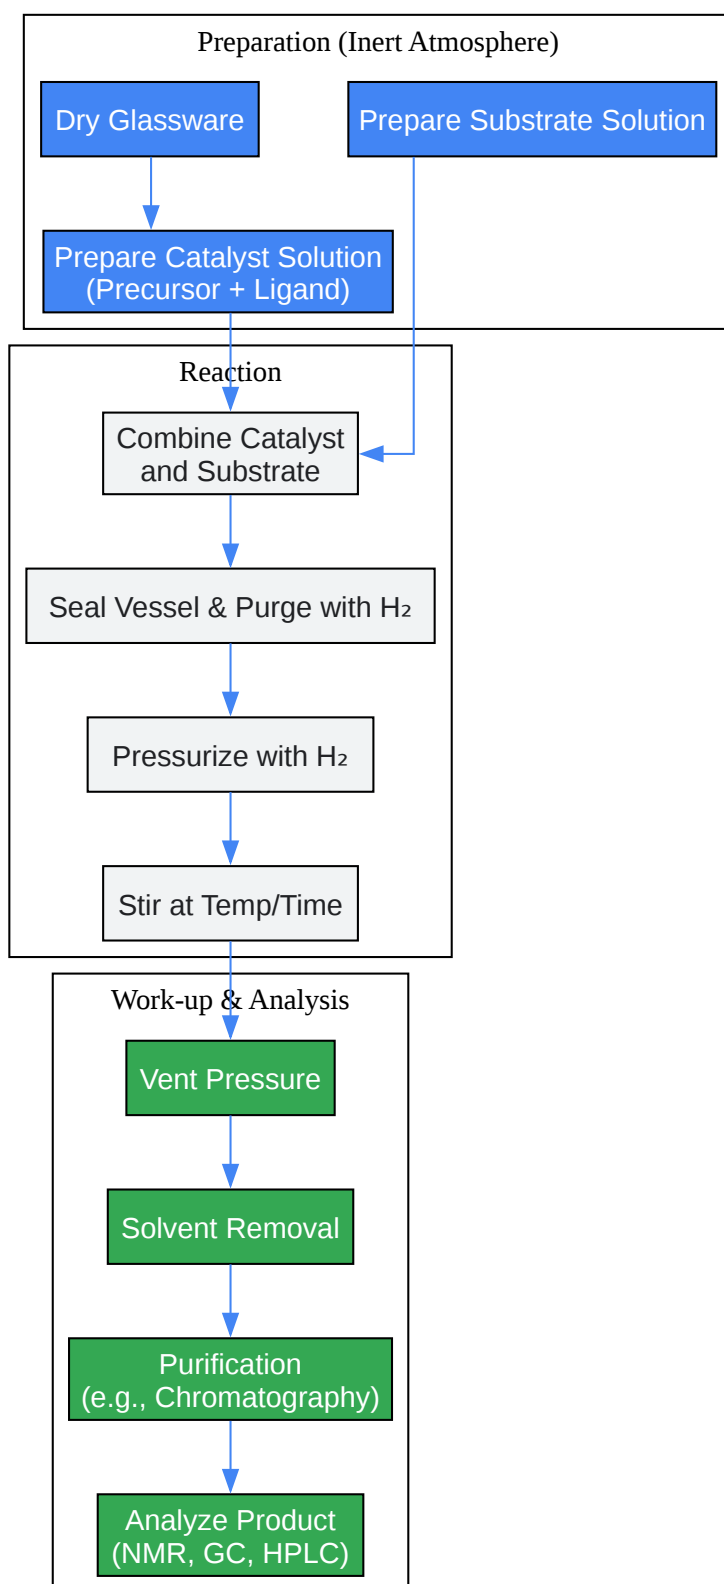 Preparation (Inert Atmosphere)
Dry Glassware
Prepare Substrate Solution
Prepare Catalyst Solution
(Precursor + Ligand)
Reaction
Combine Catalyst
and Substrate
Seal Vessel & Purge with H₂
Pressurize with H₂
Stir at Temp/Time
Work-up & Analysis
Vent Pressure
Solvent Removal
Purification
(e.g., Chromatography)
Analyze Product
(NMR, GC, HPLC)